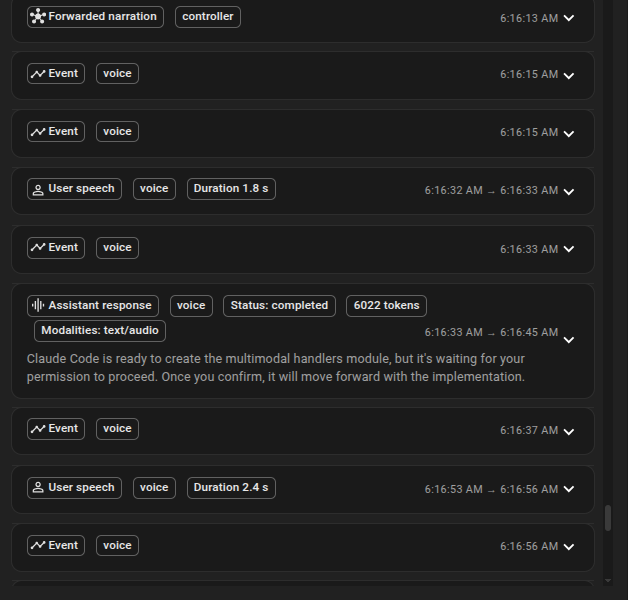 Forwarded narration controller 6:16:13 AM
Event voice 6:16:15 AM
Event voice 6:16:15 AM
User speech voice Duration 1.8 s 6:16:32 AM → 6:16:33 AM
Event voice 6:16:33 AM
Assistant response voice Status: completed 6022 tokens
Modalities: text/audio 6:16:33 AM → 6:16:45 AM
Claude Code is ready to create the multimodal handlers module, but it's waiting for your
permission to proceed. Once you confirm, it will move forward with the implementation.
Event voice 6:16:37 AM
User speech voice Duration 2.4 s 6:16:53 AM → 6:16:56 AM
Event voice 6:16:56 AM